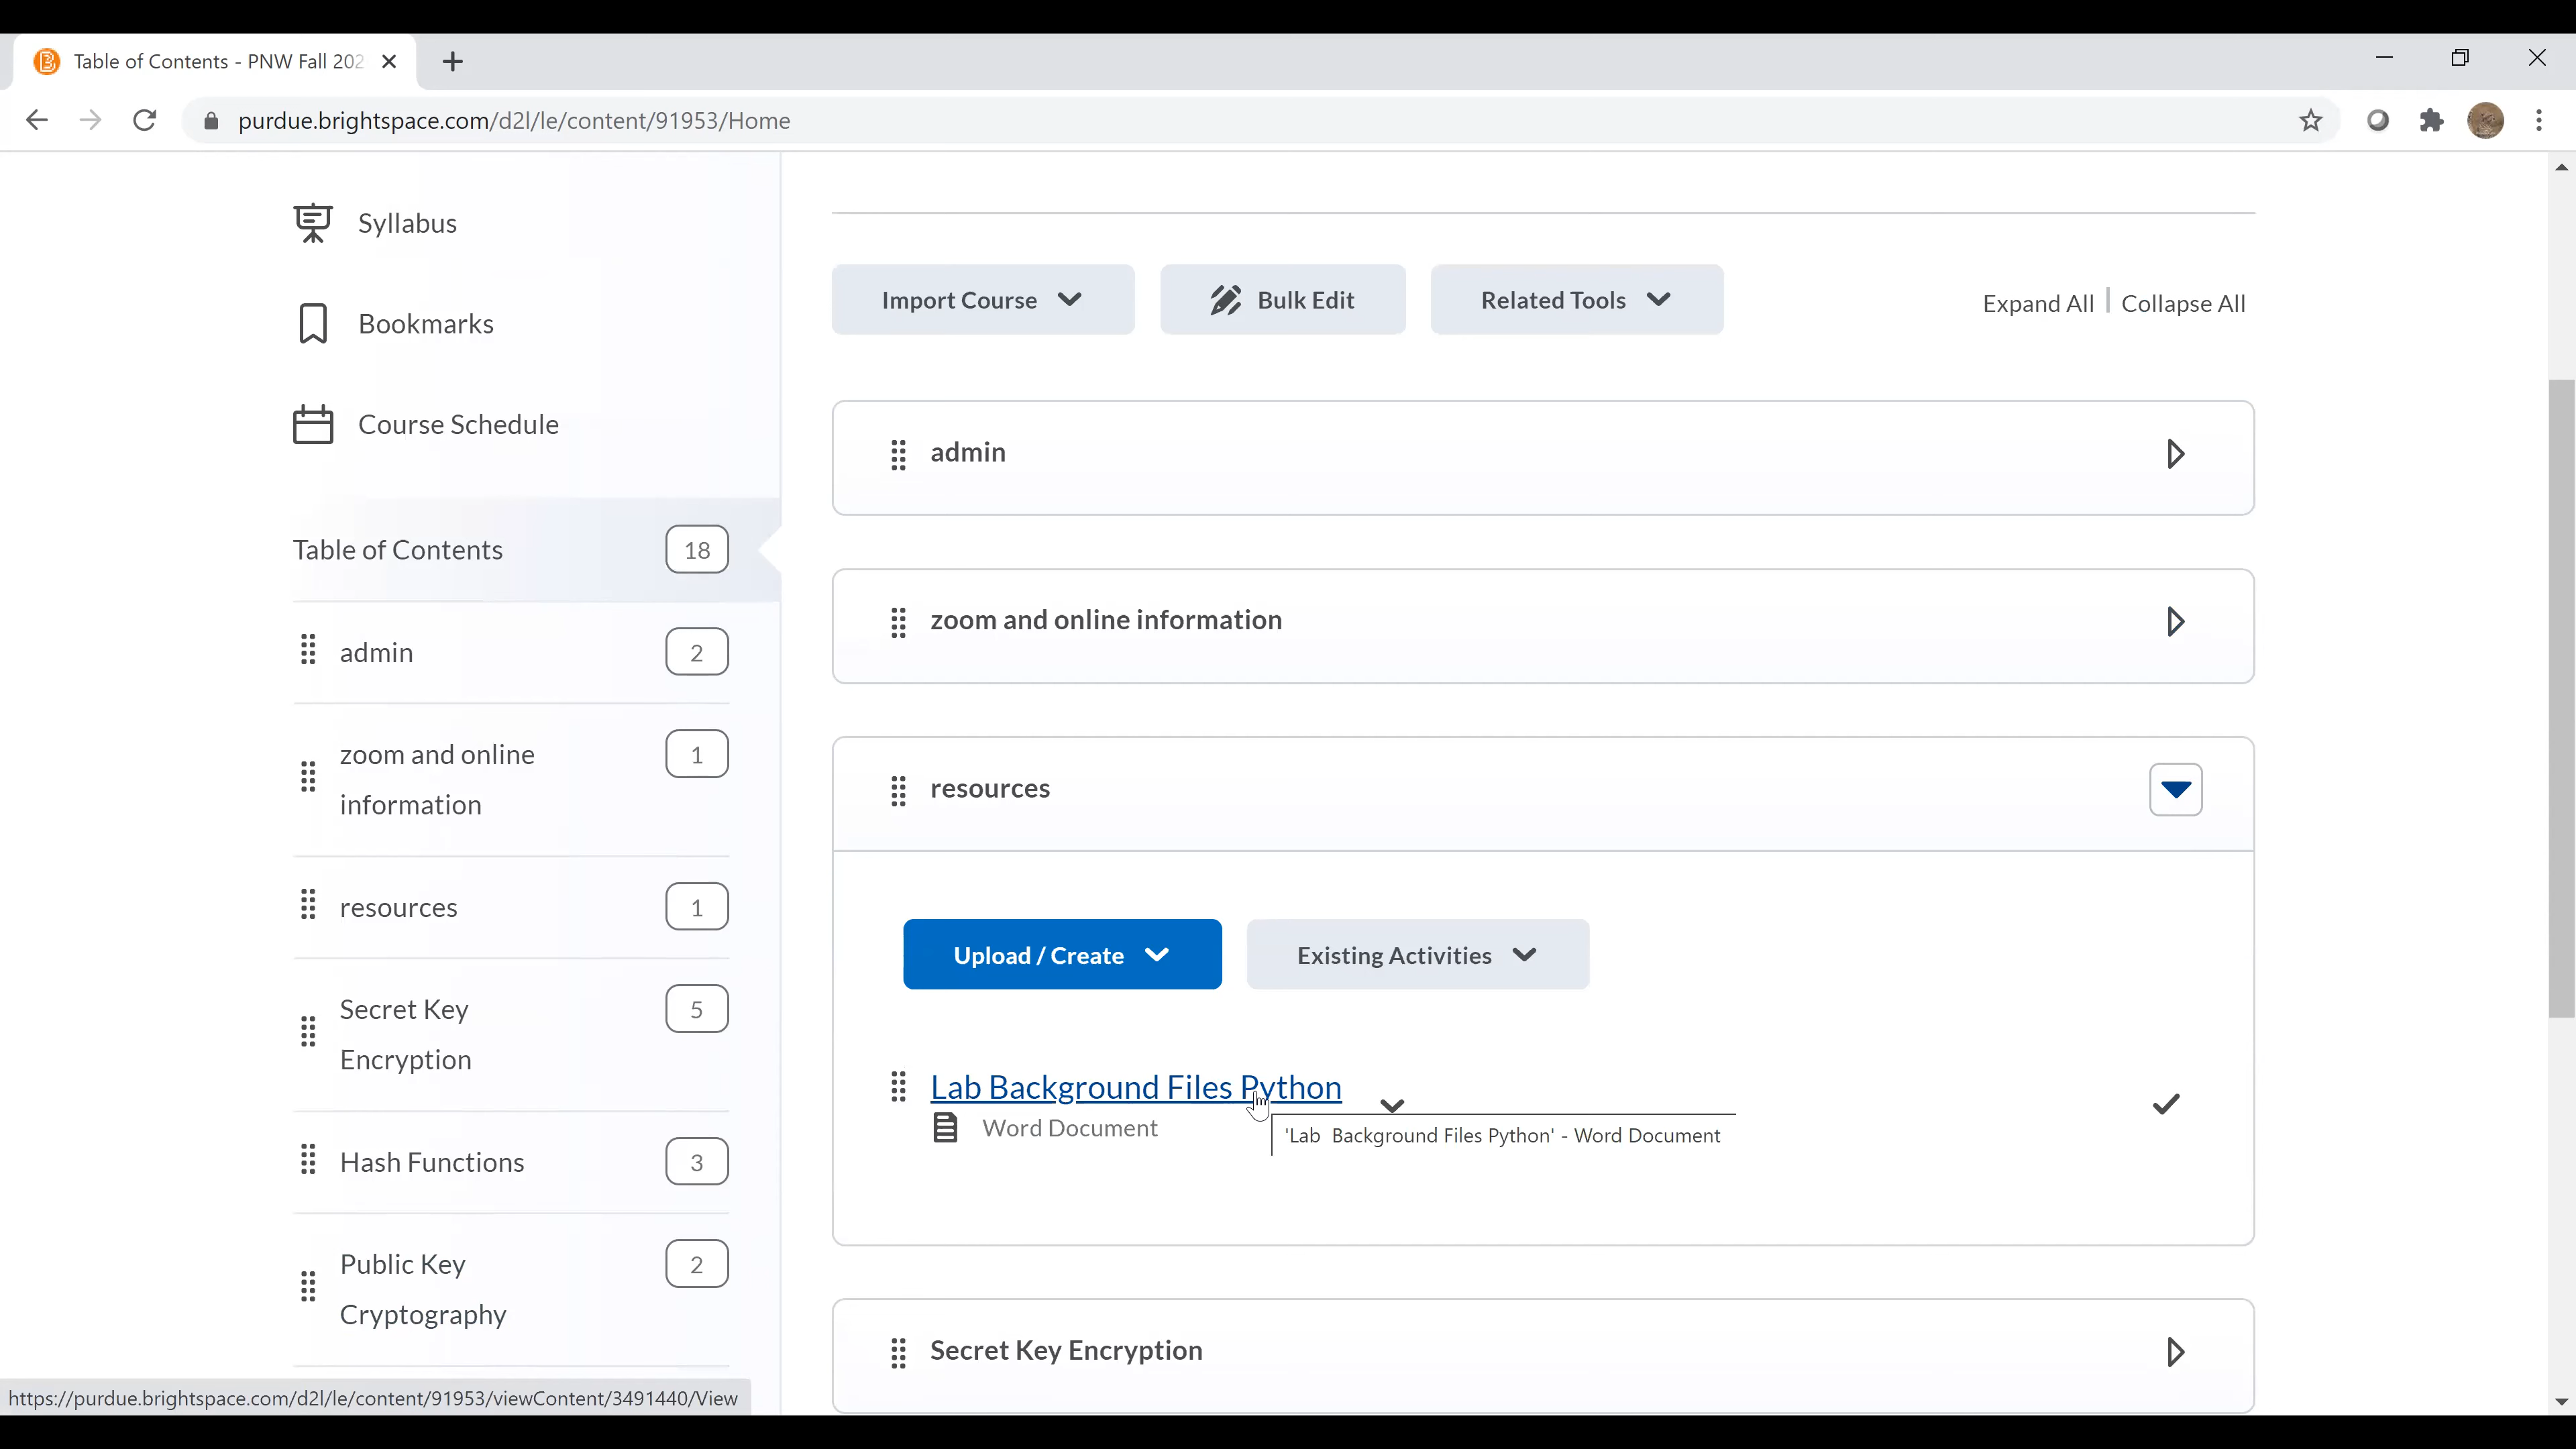 Table of Contents - PNW Fall 202
purdue.brightspace.com/d2l/le/content/91953/Home
Syllabus
Bookmarks
Course Schedule
Table of Contents 18
admin 2
zoom and online 1
information
resources 1
Secret Key 5
Encryption
Hash Functions 3
Public Key 2
Cryptography
Import Course
Bulk Edit
Related Tools
Expand All
Collapse All
admin
zoom and online information
resources
Upload / Create
Existing Activities
Lab Background Files Python
Word Document
'Lab Background Files Python' - Word Document
Secret Key Encryption
https://purdue.brightspace.com/d2l/le/content/91953/viewContent/3491440/View